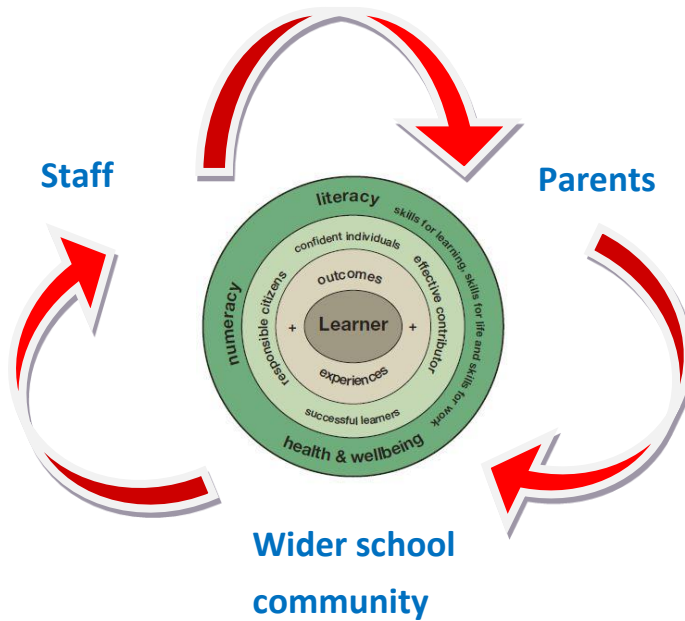 Staff
Parents
literacy
skills for learning, skills for life and skills for work
confident individuals
outcomes
numeracy
responsible citizens
effective contributor
+ Learner +
experiences
successful learners
health & wellbeing
Wider school
community